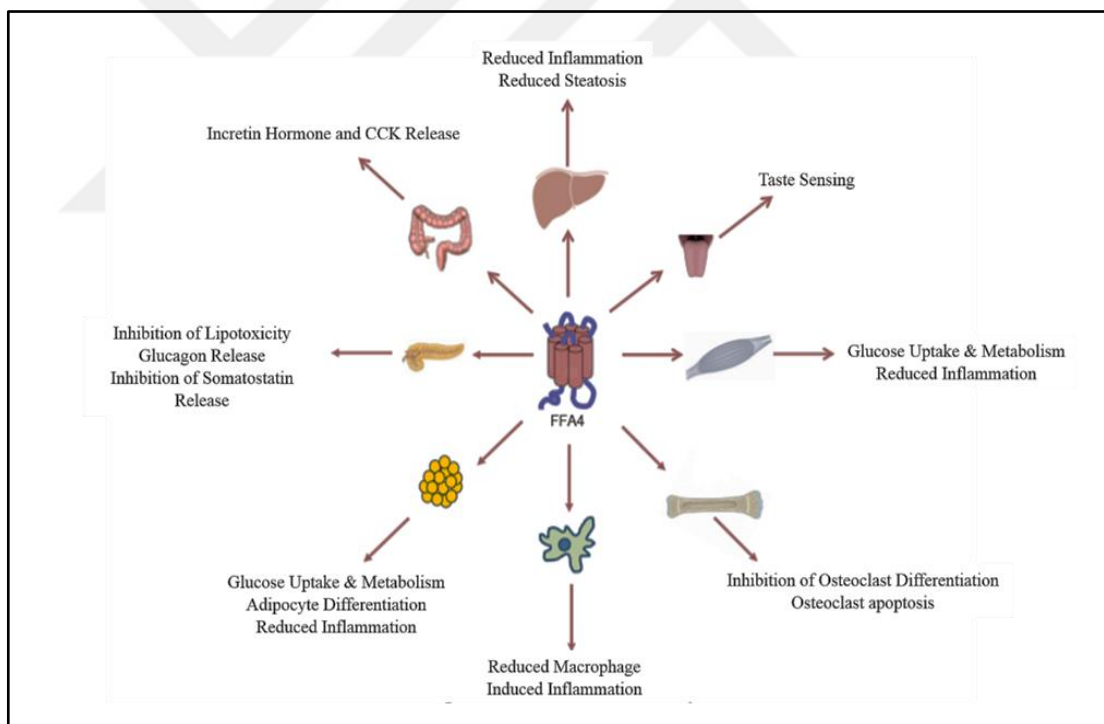 Reduced Inflammation
Reduced Steatosis
Incretin Hormone and CCK Release
Taste Sensing
Inhibition of Lipotoxicity
Glucagon Release
Inhibition of Somatostatin
Release
Glucose Uptake & Metabolism
Reduced Inflammation
FFA4
Glucose Uptake & Metabolism
Adipocyte Differentiation
Reduced Inflammation
Inhibition of Osteoclast Differentiation
Osteoclast apoptosis
Reduced Macrophage
Induced Inflammation